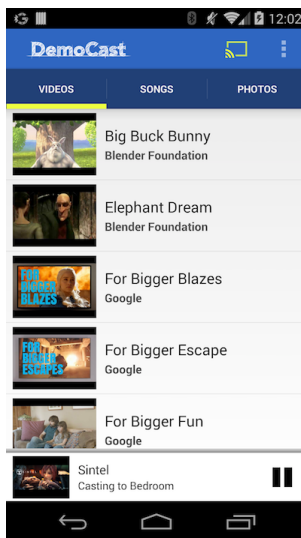 12:02
DemoCast
VIDEOS
SONGS
PHOTOS
Big Buck Bunny
Blender Foundation
Elephant Dream
Blender Foundation
FOR BIGGER BLAZES
For Bigger Blazes
Google
FOR BIGGER ESCAPES
For Bigger Escape
Google
For Bigger Fun
Google
Sintel
Casting to Bedroom